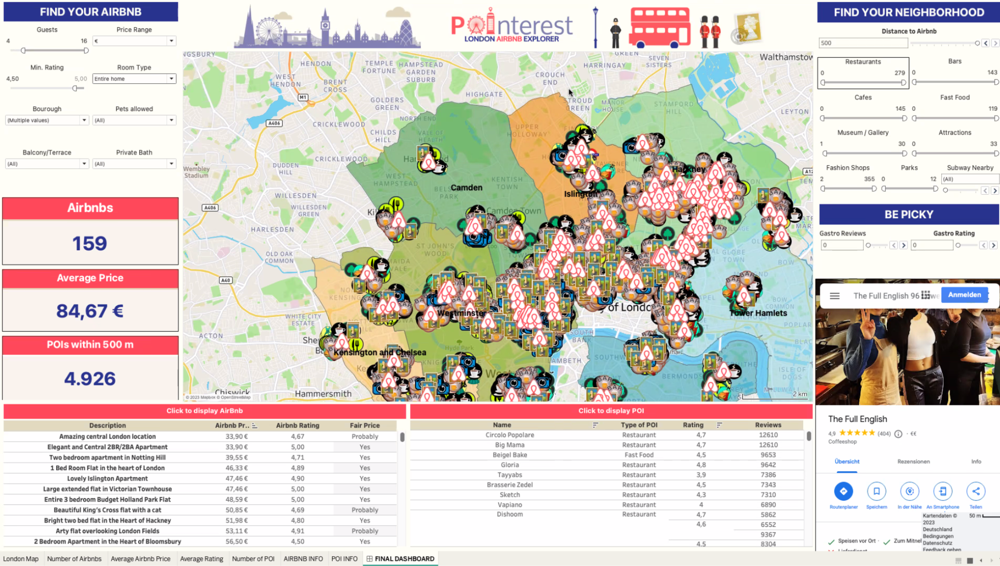 FIND YOUR AIRBNB
Guests
Price Range
4
16
€
Min. Rating
Room Type
4,50
5,00
Entire home
Bourough
Pets allowed
(Multiple values)
(All)
Balcony/Terrace
Private Bath
(All)
(All)
Airbnbs
159
Average Price
84,67 €
POIs within 500 m
4.926
POInterest
LONDON AIRBNB EXPLORER
NGSBURY
HENDON
TEMPLE FORTUNE
HAMPSTEAD GARDEN SUBURB
GREEN
HARRINGAY
SEVEN SISTERS
Walthamstow
WEST HENDON
BRENT CROSS
CROUCH END
HIGHGATE
M1
GOLDERS GREEN
STROUD GREEN
MANOR HOUSE
STAMFORD HILL
LEYTON
A406
CRICKLEWOOD
NORTH END
UPPER HOLLOWAY
CHILDS HILL
VALE OF HEALTH
CRICKLEWOOD
DUDDEN HILL
Wembley Stadium
WEST HAMPSTEAD
Hackney
A12
Camden
KENTISH TOWN
BELS
PARK
Islington
WILLESDEN
A406
WILLESDEN GREEN
Camden Town
HARLESDEN
ST JOHN'S WOOD
OLD OAK COMMON
MAIDA VALE
GLOBE TOWN
BOW
A40
BOW COMMON
WHITE CITY ESTATE
Westminster
of London
Tower Hamlets
POPLAR
ACTON
SOUTH BANK
Hyde Park
Kensington and Chelsea
LAMBETH
SOUTHW
ISLE OF DOGS
BERMONDS
Chiswick
Hammersmith
MILLWALL
2 km
© 2023 Mapbox © OpenStreetMap
FIND YOUR NEIGHBORHOOD
Distance to Airbnb
500
Restaurants
Bars
0
279
0
143
Cafes
Fast Food
0
145
0
119
Museum / Gallery
Attractions
1
30
0
33
Fashion Shops
Parks
Subway Nearby
2
355
0
12
(All)
BE PICKY
Gastro Reviews
Gastro Rating
0
0
The Full English 96
Anmelden
The Full English
4,9 (404) · €€
Coffeeshop
Übersicht
Rezensionen
Info
Routenplaner
Speichern
In der Nähe
An Smartphone
Teilen
Kartendaten © 2023
50 m
Deutschland
Bedingungen
Datenschutz
Feedback geben
Speisen vor Ort ·
Zum Mitnel
Lieferdienst
Click to display AirBnb
Description Airbnb Pr.. Airbnb Rating Fair Price
Amazing central London location 33,90 € 4,67 Probably
Elegant and Central 2BR/2BA Apartment 33,90 € 5,00 Yes
Two bedroom apartment in Notting Hill 39,55 € 4,71 Yes
1 Bed Room Flat in the heart of London 46,33 € 4,89 Yes
Lovely Islington Apartment 47,46 € 4,90 Yes
Large extended flat in Victorian Townhouse 47,46 € 5,00 Yes
Entire 3 bedroom Budget Holland Park Flat 48,59 € 5,00 Yes
Beautiful King's Cross flat with a cat 50,85 € 4,69 Probably
Bright two bed flat in the Heart of Hackney 51,98 € 4,80 Yes
Arty flat overlooking London Fields 53,11 € 4,91 Probably
2 Bedroom Apartment in the Heart of Bloomsbury 56,50 € 4,50 Yes
Click to display POI
Name Type of POI Rating Reviews
Circolo Popolare Restaurant 4,7 12610
Big Mama Restaurant 4,7 12610
Beigel Bake Fast Food 4,5 9653
Gloria Restaurant 4,8 9642
Tayyabs Restaurant 3,9 7386
Brasserie Zedel Restaurant 4,5 7343
Sketch Restaurant 4,3 7310
Vapiano Restaurant 4 6890
Dishoom Restaurant 4,7 5862
4,6 6552
9367
4.5 8304
London Map
Number of Airbnbs
Average Airbnb Price
Average Rating
Number of POI
AIRBNB INFO
POI INFO
FINAL DASHBOARD